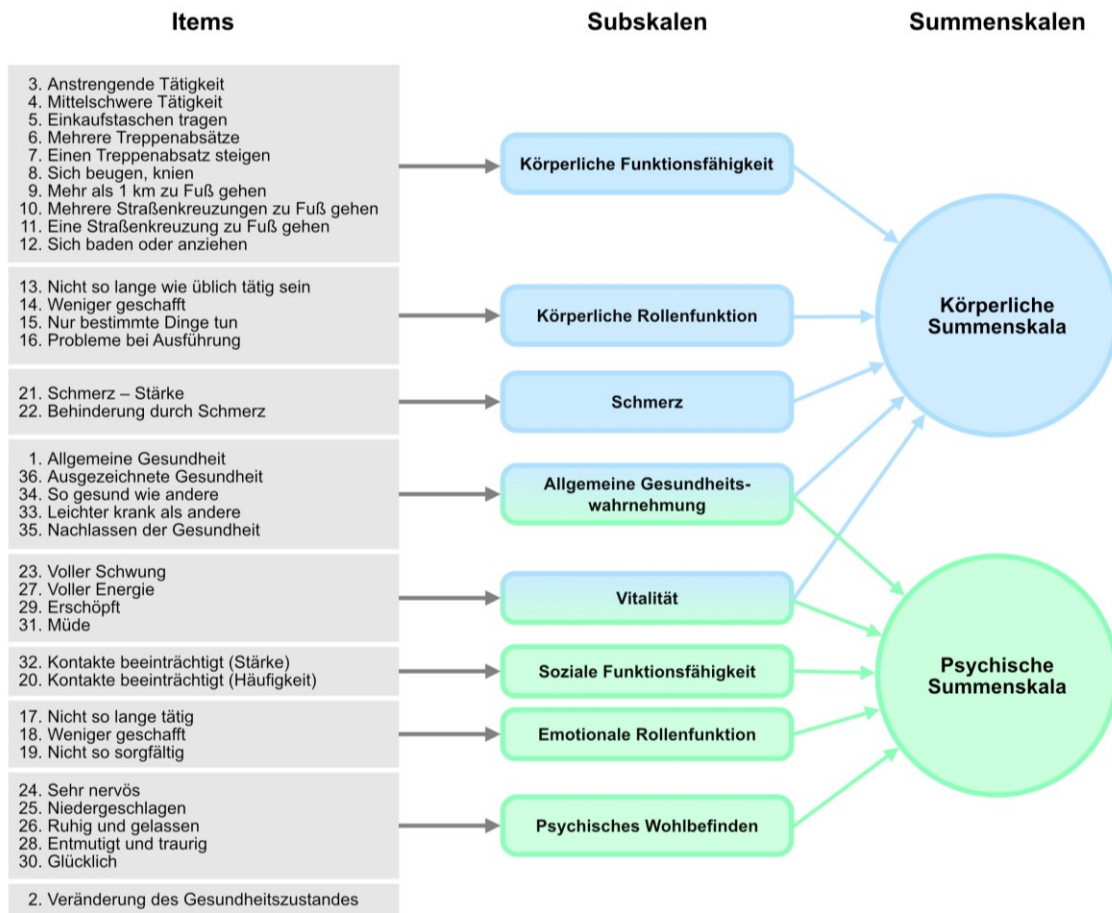 Items
Subskalen
Summenskalen
3. Anstrengende Tätigkeit
4. Mittelschwere Tätigkeit
5. Einkaufstaschen tragen
6. Mehrere Treppenabsätze
7. Einen Treppenabsatz steigen
8. Sich beugen, knien
9. Mehr als 1 km zu Fuß gehen
10. Mehrere Straßenkreuzungen zu Fuß gehen
11. Eine Straßenkreuzung zu Fuß gehen
12. Sich baden oder anziehen
Körperliche Funktionsfähigkeit
13. Nicht so lange wie üblich tätig sein
14. Weniger geschafft
15. Nur bestimmte Dinge tun
16. Probleme bei Ausführung
Körperliche Rollenfunktion
Körperliche
Summenskala
21. Schmerz – Stärke
22. Behinderung durch Schmerz
Schmerz
1. Allgemeine Gesundheit
36. Ausgezeichnete Gesundheit
34. So gesund wie andere
33. Leichter krank als andere
35. Nachlassen der Gesundheit
Allgemeine Gesundheits-
wahrnehmung
23. Voller Schwung
27. Voller Energie
29. Erschöpft
31. Müde
Vitalität
32. Kontakte beeinträchtigt (Stärke)
20. Kontakte beeinträchtigt (Häufigkeit)
Soziale Funktionsfähigkeit
Psychische
Summenskala
17. Nicht so lange tätig
18. Weniger geschafft
19. Nicht so sorgfältig
Emotionale Rollenfunktion
24. Sehr nervös
25. Niedergeschlagen
26. Ruhig und gelassen
28. Entmutigt und traurig
30. Glücklich
Psychisches Wohlbefinden
2. Veränderung des Gesundheitszustandes